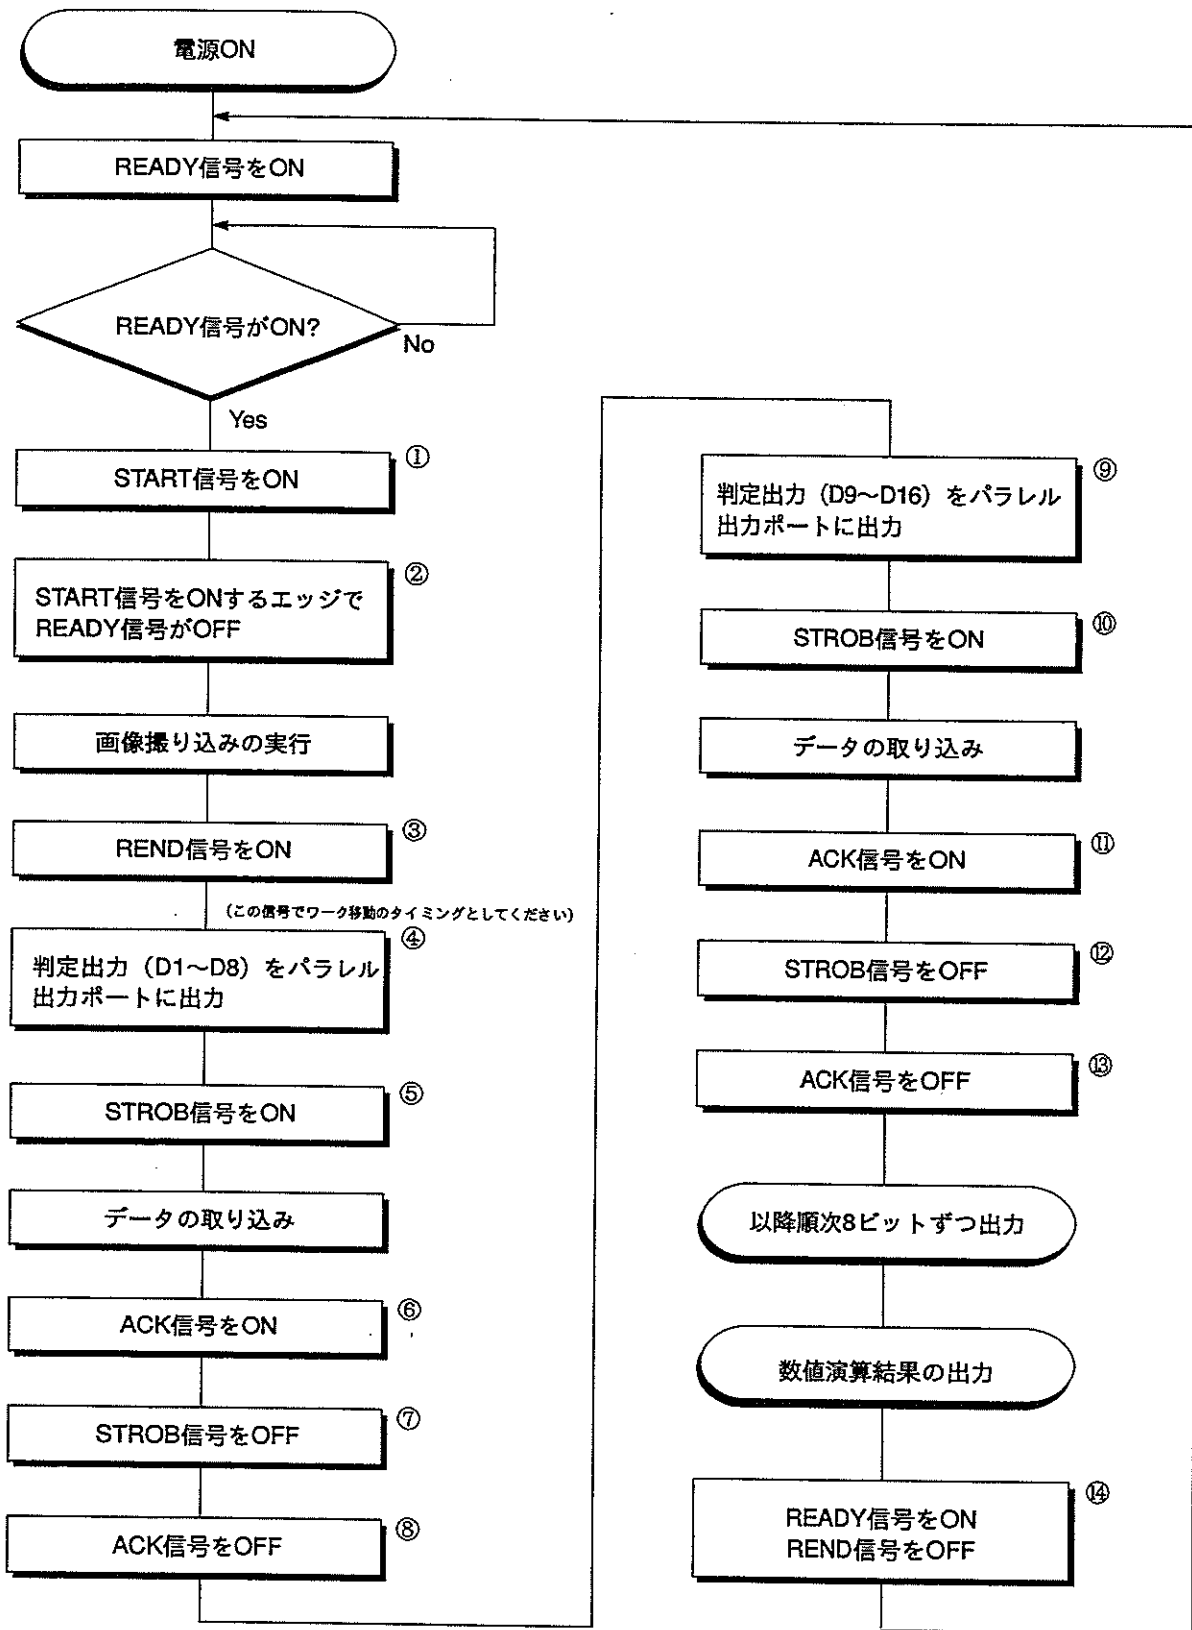 電源ON
READY信号をON
READY信号がON?
No
Yes
①
START信号をON
②
START信号をONするエッジで
READY信号がOFF
画像撮り込みの実行
③
REND信号をON
(この信号でワーク移動のタイミングとしてください)
④
判定出力(D1〜D8)をパラレル
出力ポートに出力
⑤
STROB信号をON
データの取り込み
⑥
ACK信号をON
⑦
STROB信号をOFF
⑧
ACK信号をOFF
⑨
判定出力(D9〜D16)をパラレル
出力ポートに出力
⑩
STROB信号をON
データの取り込み
⑪
ACK信号をON
⑫
STROB信号をOFF
⑬
ACK信号をOFF
以降順次8ビットずつ出力
数値演算結果の出力
⑭
READY信号をON
REND信号をOFF